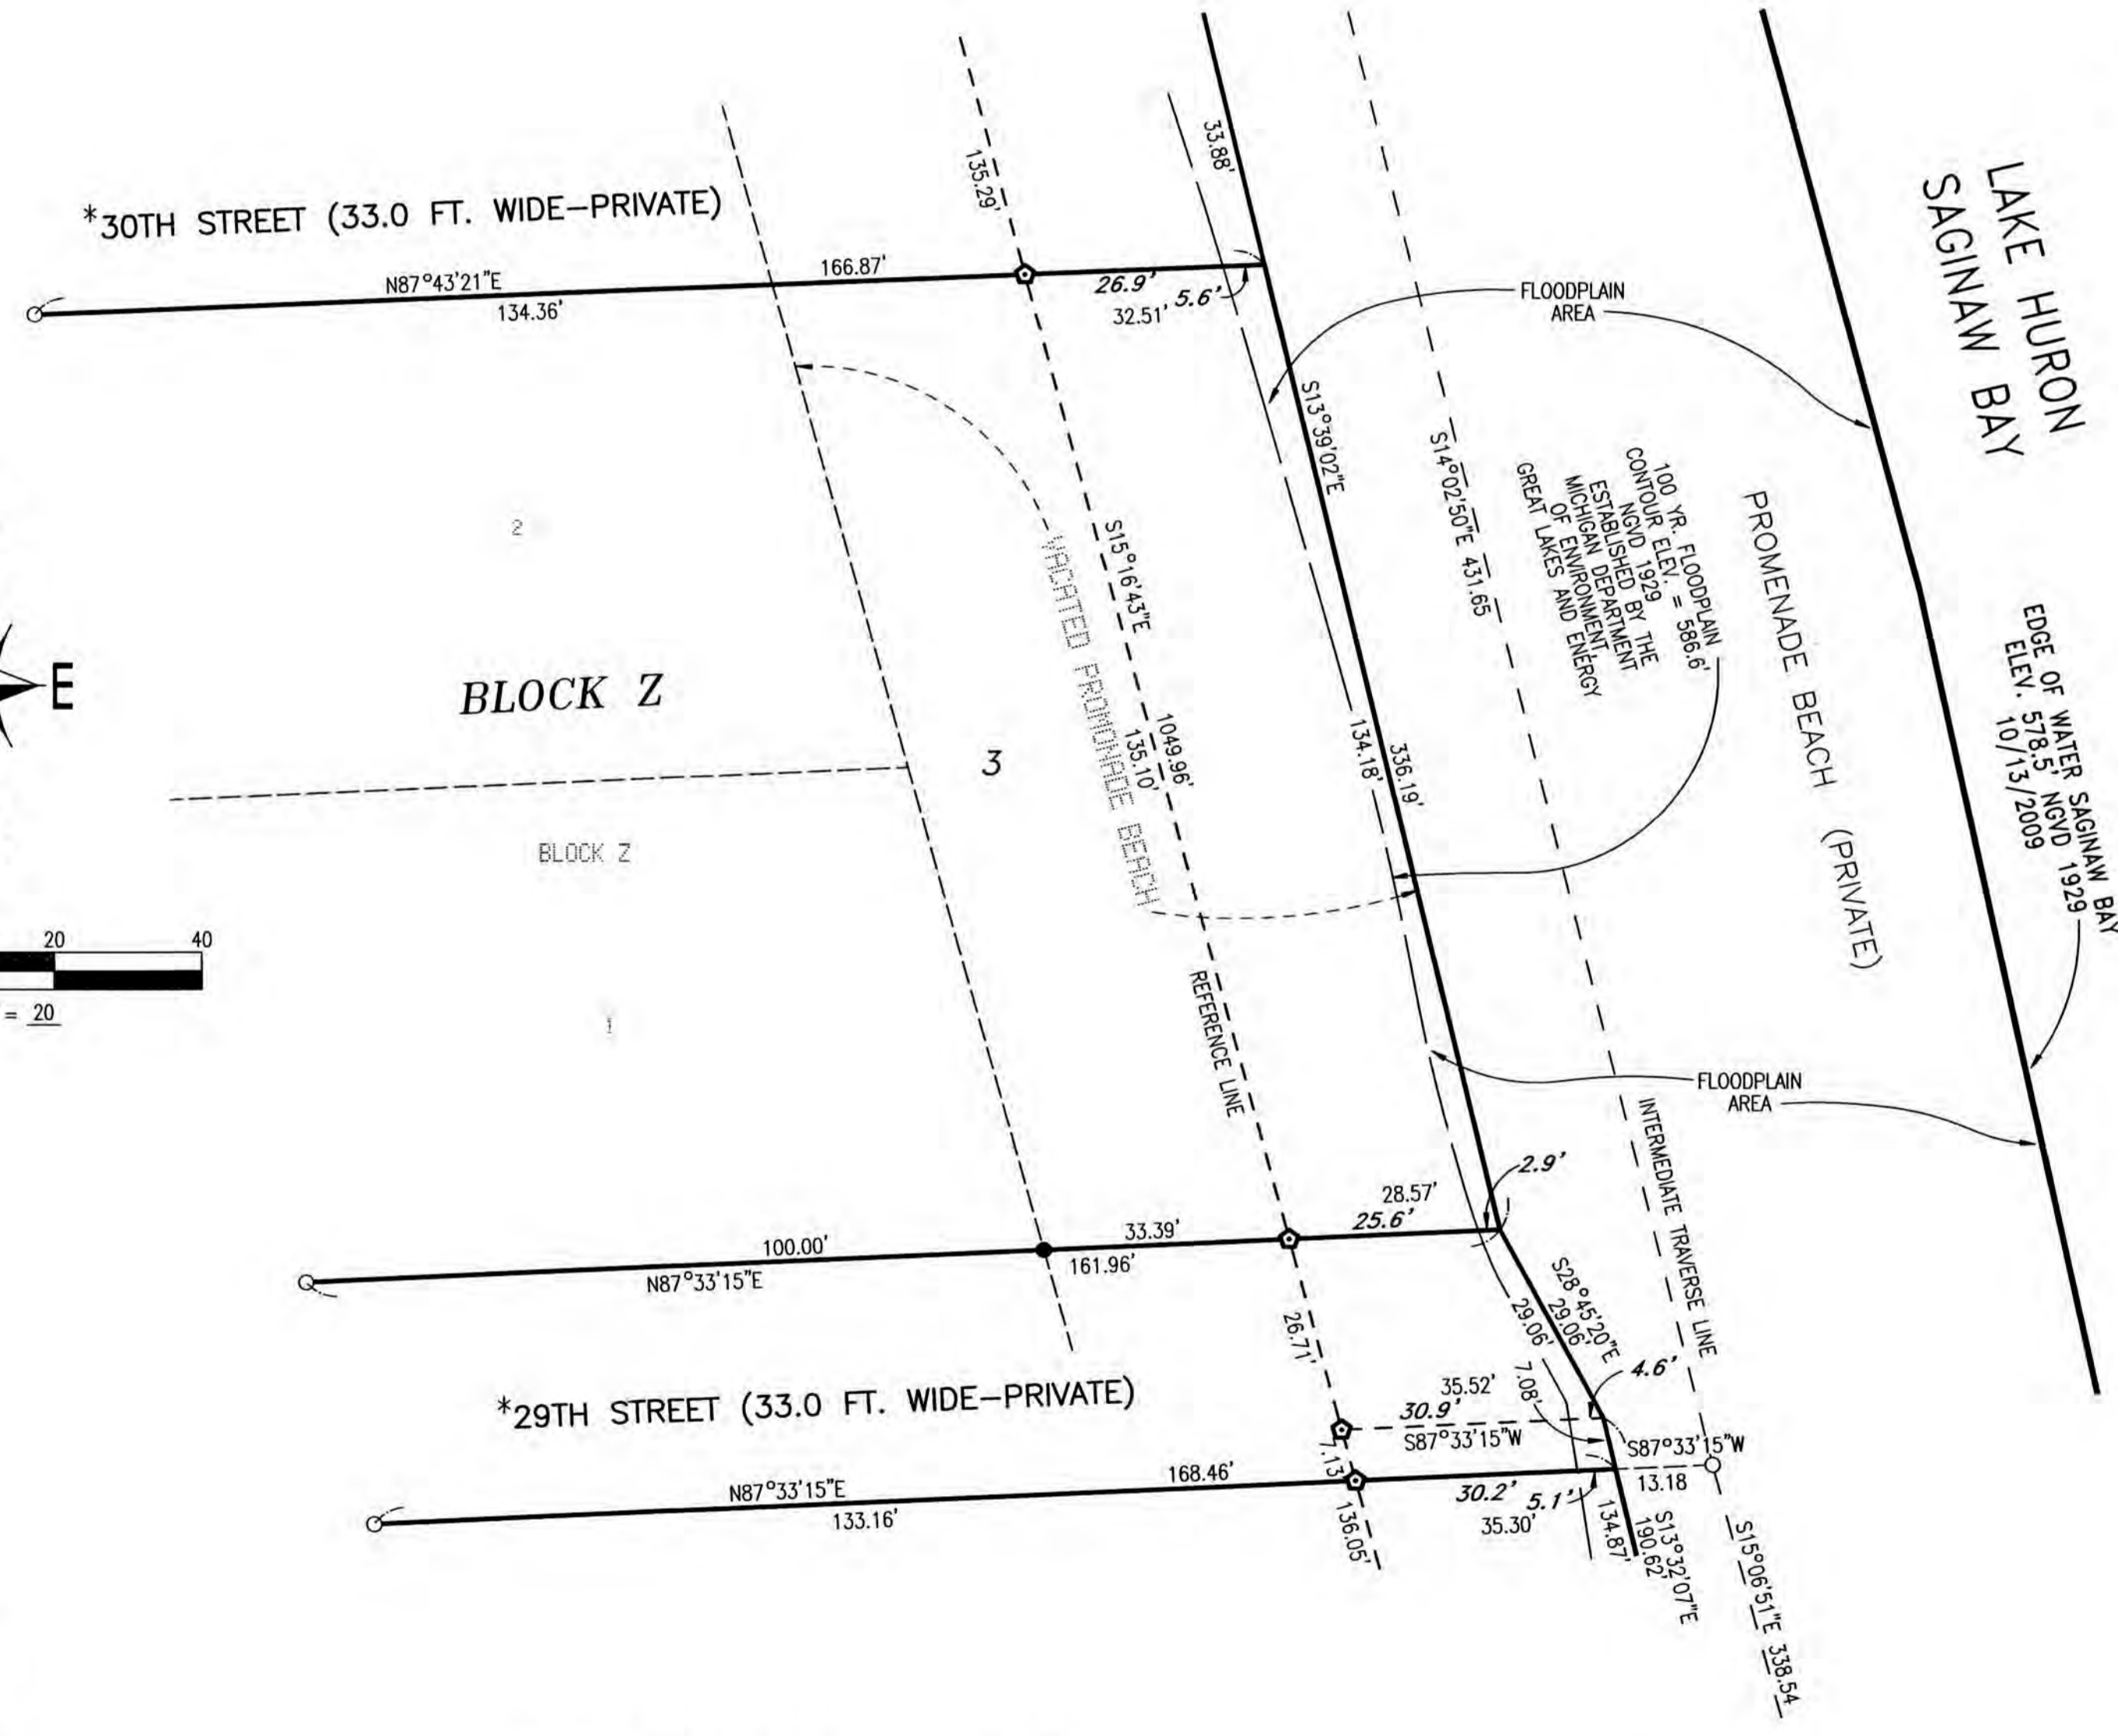 *30TH STREET (33.0 FT. WIDE-PRIVATE)
N87°43'21"E
134.36'
166.87'
135.29'
26.9'
5.6'
32.51'
33.88'
FLOODPLAIN
AREA
LAKE HURON
SAGINAW BAY
S13°39'02"E
S14°02'50"E 431.65
100 YR. FLOODPLAIN
CONTOUR ELEV. = 586.6'
NGVD 1929
ESTABLISHED BY THE
MICHIGAN DEPARTMENT
OF ENVIRONMENT,
GREAT LAKES AND ENERGY
PROMENADE BEACH (PRIVATE)
EDGE OF WATER SAGINAW BAY
ELEV. 578.5' NGVD 1929
10/13/2009
2
S15°16'43"E
VACATED PROMONADE BEACH
E
BLOCK Z
3
1049.96'
135.10'
134.18'
336.19'
BLOCK Z
20
40
= 20
1
REFERENCE LINE
FLOODPLAIN
AREA
INTERMEDIATE TRAVERSE LINE
2.9'
28.57'
25.6'
33.39'
100.00'
N87°33'15"E
161.96'
S28°45'20"E
29.06'
29.06'
26.71'
7.08'
4.6'
*29TH STREET (33.0 FT. WIDE-PRIVATE)
35.52'
30.9'
S87°33'15"W
S87°33'15"W
13.18
7.13'
168.46'
N87°33'15"E
133.16'
30.2'
5.1'
35.30'
136.05'
134.87'
190.62'
S13°32'07"E
S15°06'51"E 338.54